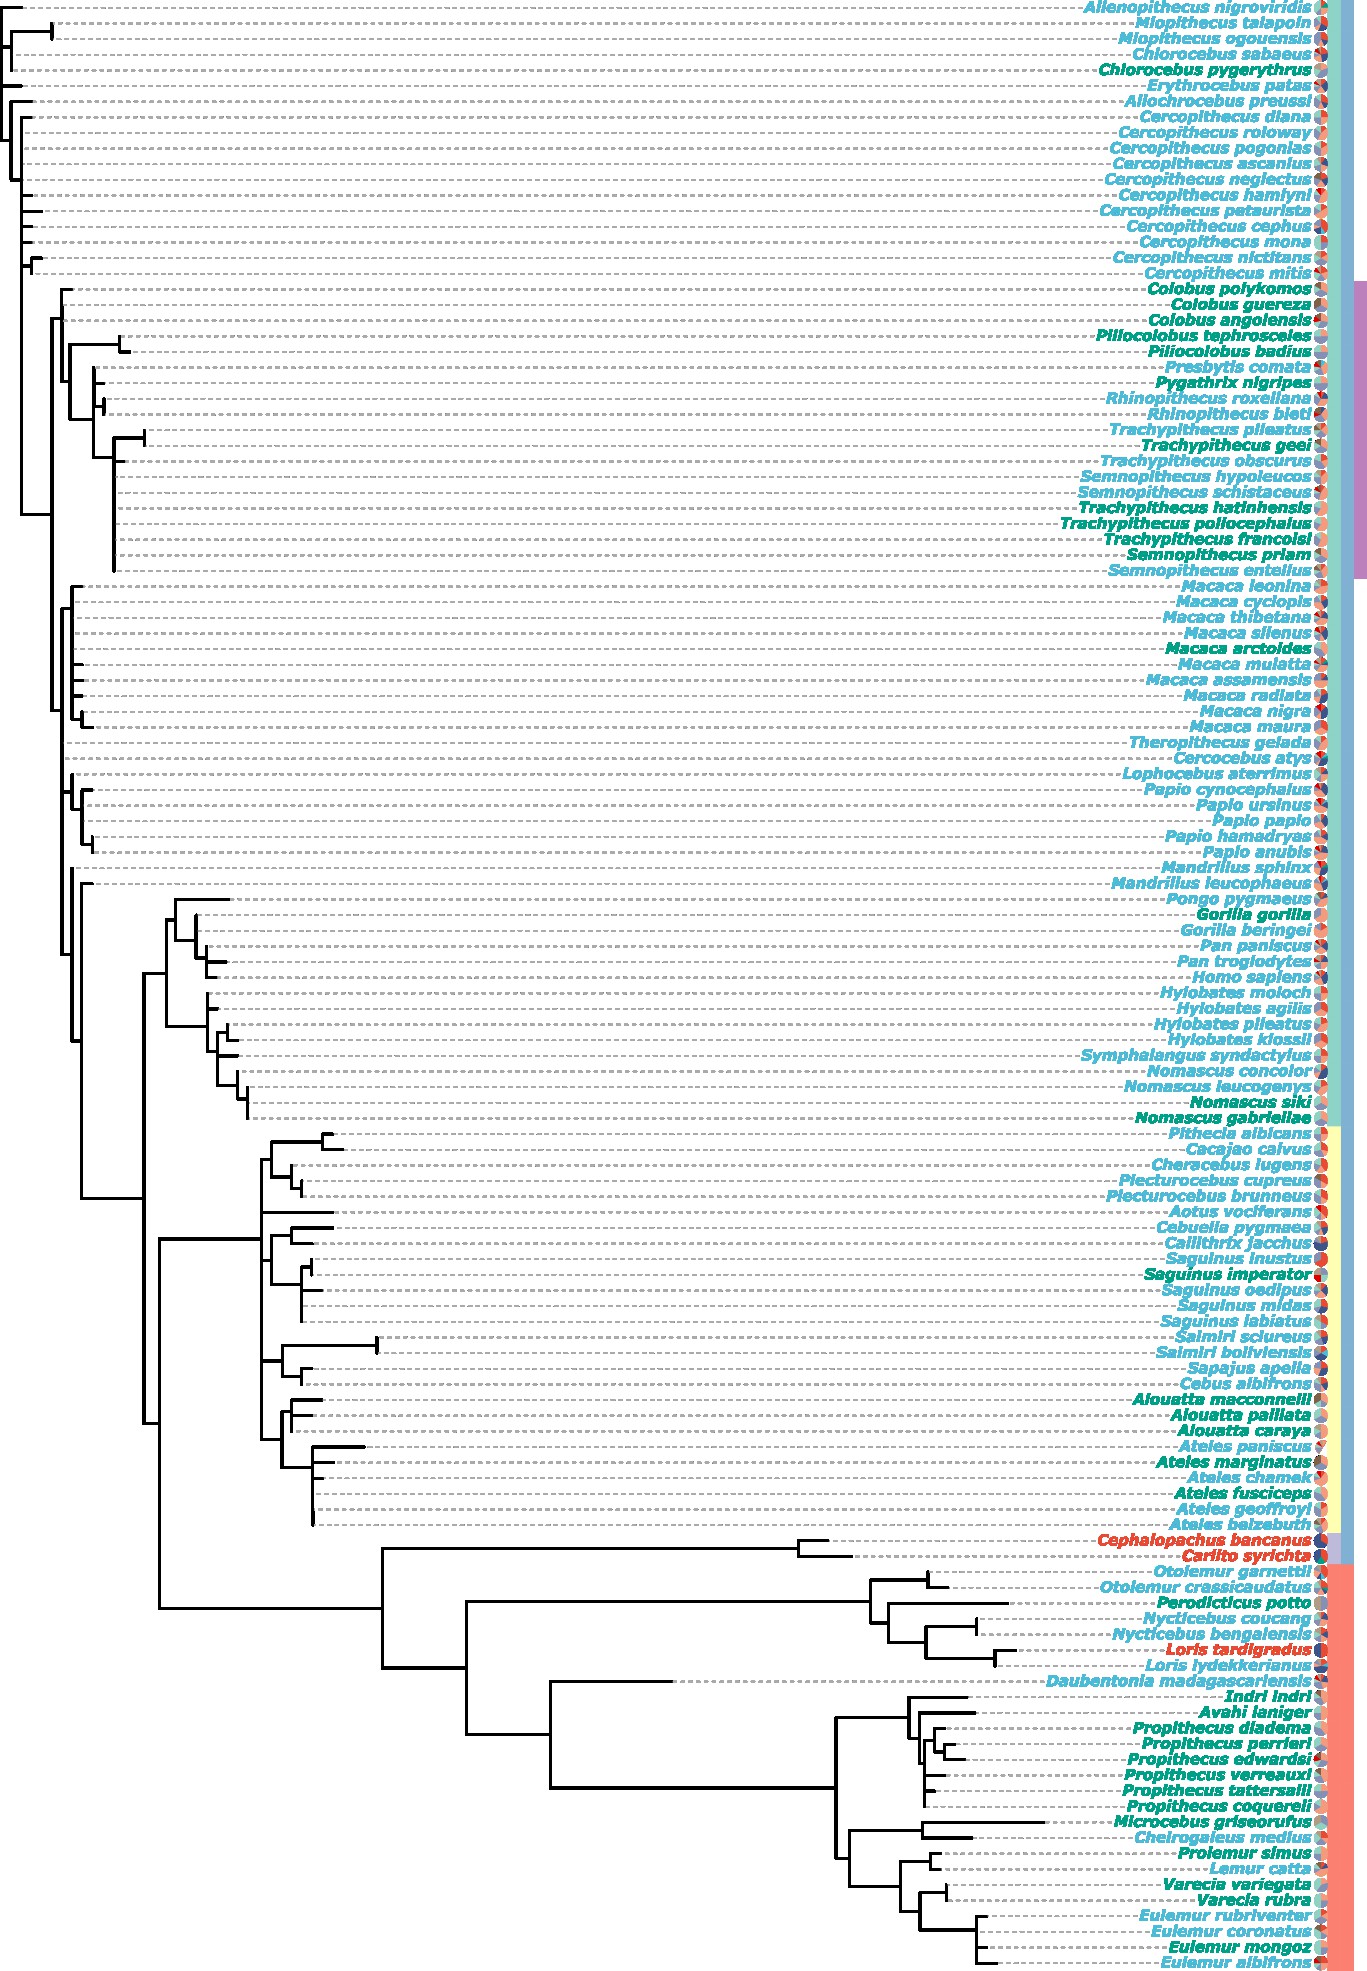 Allenopithecus nigroviridis
Miopithecus talapoin
Miopithecus ogouensis
Chlorocebus sabaeus
Chlorocebus pygerythrus
Erythrocebus patas
Allochrocebus preussi
Cercopithecus diana
Cercopithecus roloway
Cercopithecus pogonias
Cercopithecus ascanius
Cercopithecus neglectus
Cercopithecus hamlyni
Cercopithecus petaurista
Cercopithecus cephus
Cercopithecus mona
Cercopithecus nictitans
Cercopithecus mitis
Colobus polykomos
Colobus guereza
Colobus angolensis
Piliocolobus tephrosceles
Piliocolobus badius
Presbytis comata
Pygathrix nigripes
Rhinopithecus roxellana
Rhinopithecus bieti
Trachypithecus pileatus
Trachypithecus geei
Trachypithecus obscurus
Semnopithecus hypoleucos
Semnopithecus schistaceus
Trachypithecus hatinhensis
Trachypithecus poliocephalus
Trachypithecus francoisi
Semnopithecus priam
Semnopithecus entellus
Macaca leonina
Macaca cyclopis
Macaca thibetana
Macaca silenus
Macaca arctoides
Macaca mulatta
Macaca assamensis
Macaca radiata
Macaca nigra
Macaca maura
Theropithecus gelada
Cercocebus atys
Lophocebus aterrimus
Papio cynocephalus
Papio ursinus
Papio papio
Papio hamadryas
Papio anubis
Mandrillus sphinx
Mandrillus leucophaeus
Pongo pygmaeus
Gorilla gorilla
Gorilla beringei
Pan paniscus
Pan troglodytes
Homo sapiens
Hylobates moloch
Hylobates agilis
Hylobates pileatus
Hylobates klossii
Symphalangus syndactylus
Nomascus concolor
Nomascus leucogenys
Nomascus siki
Nomascus gabriellae
Pithecia albicans
Cacajao calvus
Cheracebus lugens
Plecturocebus cupreus
Plecturocebus brunneus
Aotus vociferans
Cebuella pygmaea
Callithrix jacchus
Saguinus inustus
Saguinus imperator
Saguinus oedipus
Saguinus midas
Saguinus labiatus
Saimiri sciureus
Saimiri boliviensis
Sapajus apella
Cebus albifrons
Alouatta macconnelli
Alouatta palliata
Alouatta caraya
Ateles paniscus
Ateles marginatus
Ateles chamek
Ateles fusciceps
Ateles geoffroyi
Ateles belzebuth
Cephalopachus bancanus
Carlito syrichta
Otolemur garnettii
Otolemur crassicaudatus
Perodicticus potto
Nycticebus coucang
Nycticebus bengalensis
Loris tardigradus
Loris lydekkerianus
Daubentonia madagascariensis
Indri indri
Avahi laniger
Propithecus diadema
Propithecus perrieri
Propithecus edwardsi
Propithecus verreauxi
Propithecus tattersalli
Propithecus coquereli
Microcebus griseorufus
Cheirogaleus medius
Prolemur simus
Lemur catta
Varecia variegata
Varecia rubra
Eulemur rubriventer
Eulemur coronatus
Eulemur mongoz
Eulemur albifrons